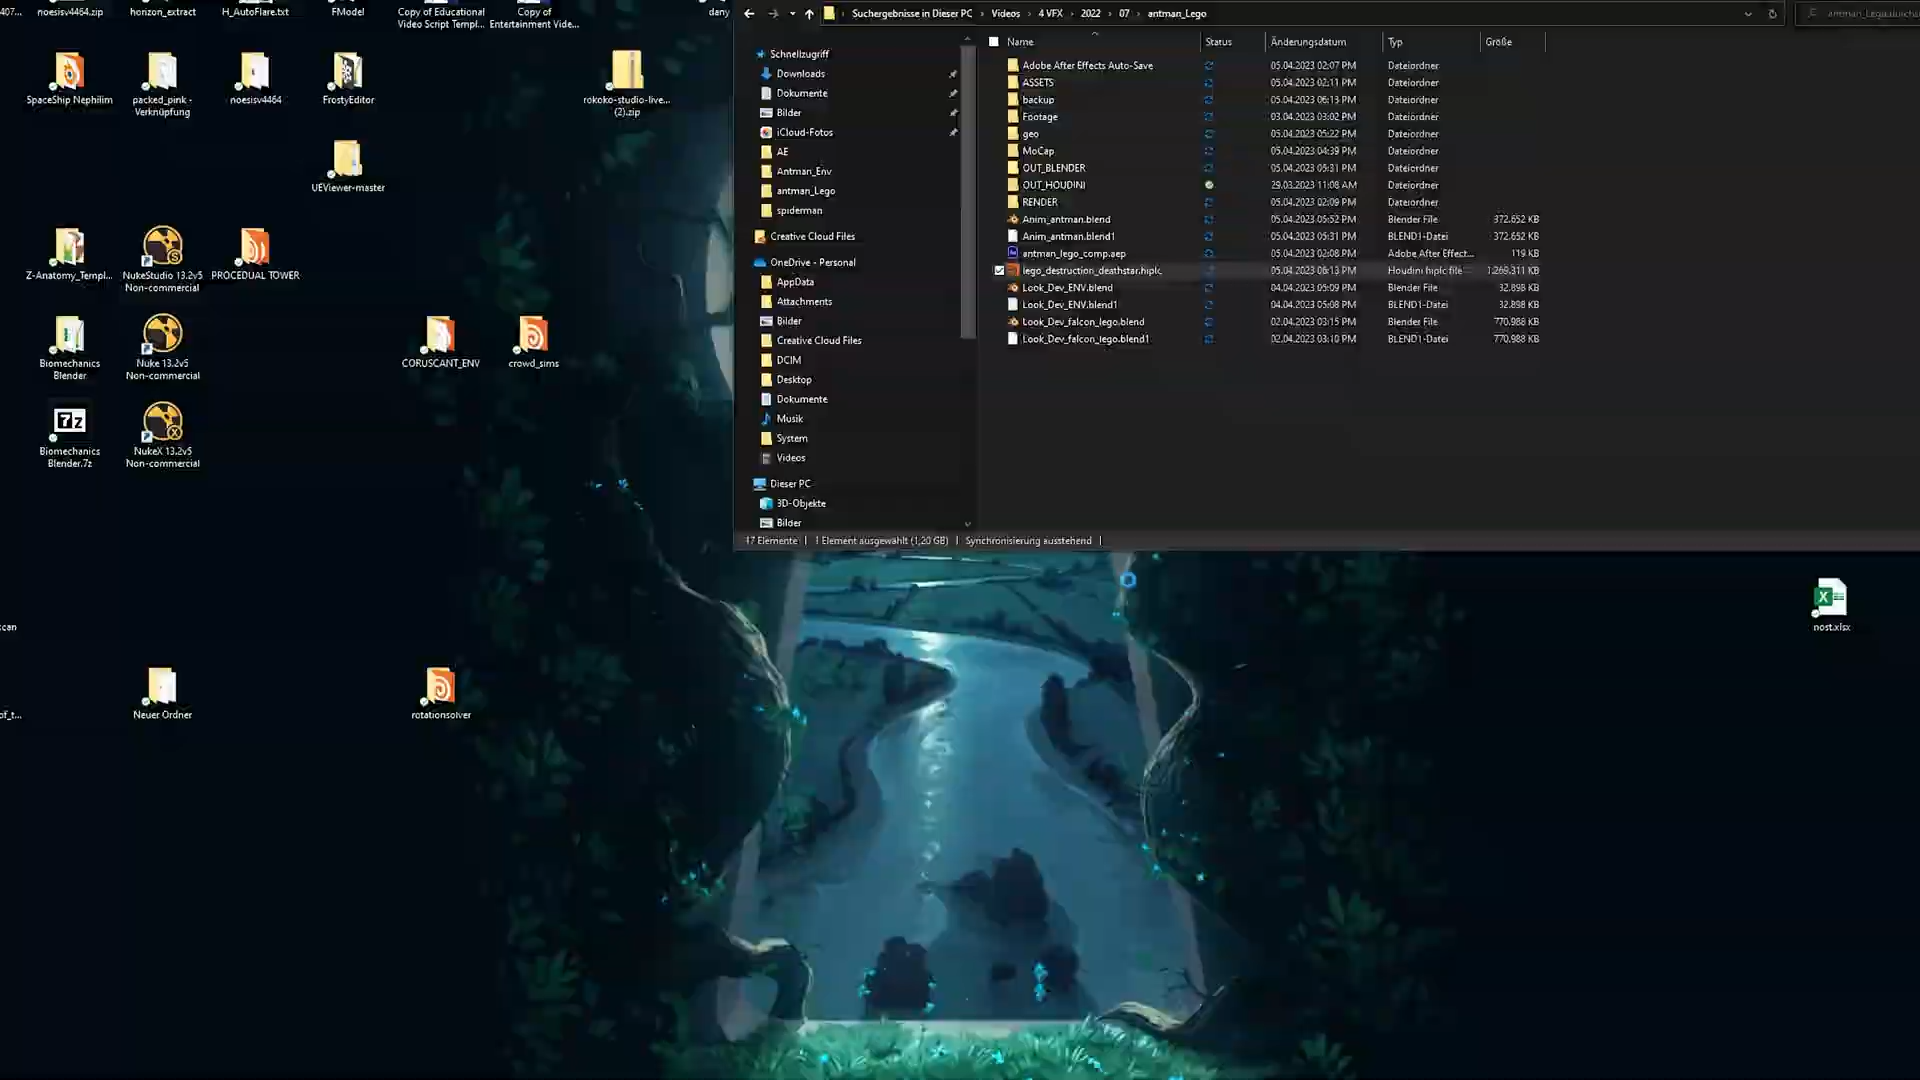 407...
noesisv4464.zip
horizon_extract
H_AutoFlare.txt
FModel
Copy of Educational
Video Script Templ...
Copy of
Entertainment Vide...
dany
SpaceShip Nephilim
packed_pink -
Verknüpfung
noesisv4464
FrostyEditor
rokoko-studio-live...
(2).zip
UEViewer-master
Z-Anatomy_Templ...
NukeStudio 13.2v5
Non-commercial
PROCEDUAL TOWER
Biomechanics
Blender
Nuke 13.2v5
Non-commercial
CORUSCANT_ENV
crowd_sims
7z
Biomechanics
Blender.7z
NukeX 13.2v5
Non-commercial
can
of_t...
Neuer Ordner
rotationsolver
nost.xlsx
Suchergebnisse in Dieser PC > Videos > 4 VFX > 2022 > 07 > antman_Lego
Name Status Änderungsdatum Typ Größe
Schnellzugriff
Downloads
Dokumente
Bilder
iCloud-Fotos
AE
Antman_Env
antman_Lego
spiderman
Creative Cloud Files
OneDrive - Personal
AppData
Attachments
Bilder
Creative Cloud Files
DCIM
Desktop
Dokumente
Musik
System
Videos
Dieser PC
3D-Objekte
Bilder
Adobe After Effects Auto-Save 05.04.2023 02:07 PM Dateiordner
ASSETS 05.04.2023 02:11 PM Dateiordner
backup 05.04.2023 06:13 PM Dateiordner
Footage 03.04.2023 03:02 PM Dateiordner
geo 05.04.2023 05:22 PM Dateiordner
MoCap 05.04.2023 04:39 PM Dateiordner
OUT_BLENDER 05.04.2023 05:31 PM Dateiordner
OUT_HOUDINI 29.03.2023 11:08 AM Dateiordner
RENDER 05.04.2023 02:09 PM Dateiordner
Anim_antman.blend 05.04.2023 05:52 PM Blender File 372.652 KB
Anim_antman.blend1 05.04.2023 05:31 PM BLEND1-Datei 372.652 KB
antman_lego_comp.aep 05.04.2023 02:08 PM Adobe After Effect... 119 KB
lego_destruction_deathstar.hiplc 05.04.2023 06:13 PM Houdini hiplc file 1.269.311 KB
Look_Dev_ENV.blend 04.04.2023 05:09 PM Blender File 32.898 KB
Look_Dev_ENV.blend1 04.04.2023 05:08 PM BLEND1-Datei 32.898 KB
Look_Dev_falcon_lego.blend 02.04.2023 03:15 PM Blender File 770.988 KB
Look_Dev_falcon_lego.blend1 02.04.2023 03:10 PM BLEND1-Datei 770.988 KB
17 Elemente | 1 Element ausgewählt (1,20 GB) | Synchronisierung ausstehend |